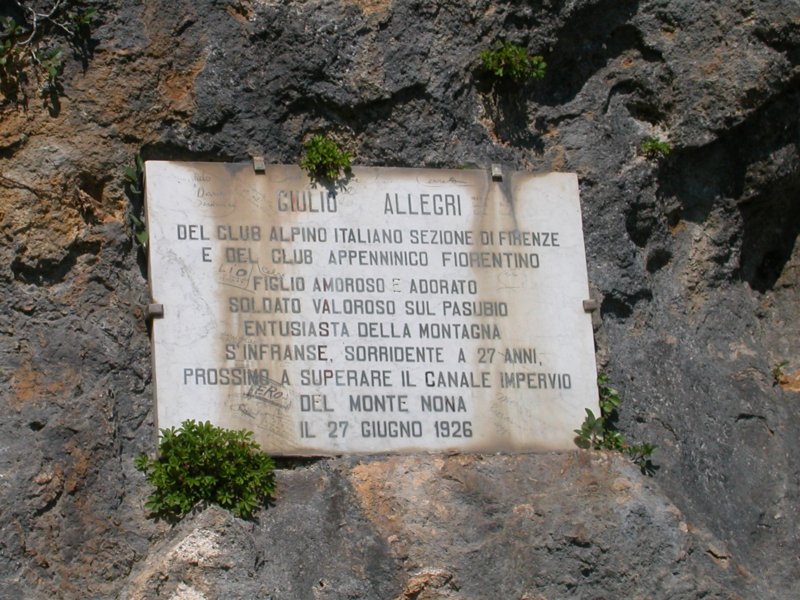 GIULIO ALLEGRI
DEL CLUB ALPINO ITALIANO SEZIONE DI FIRENZE
E DEL CLUB APPENNINICO FIORENTINO
FIGLIO AMOROSO E ADORATO
SOLDATO VALOROSO SUL PASUBIO
ENTUSIASTA DELLA MONTAGNA
S'INFRANSE, SORRIDENTE A 27 ANNI,
PROSSIMO A SUPERARE IL CANALE IMPERVIO
DEL MONTE NONA
IL 27 GIUGNO 1926